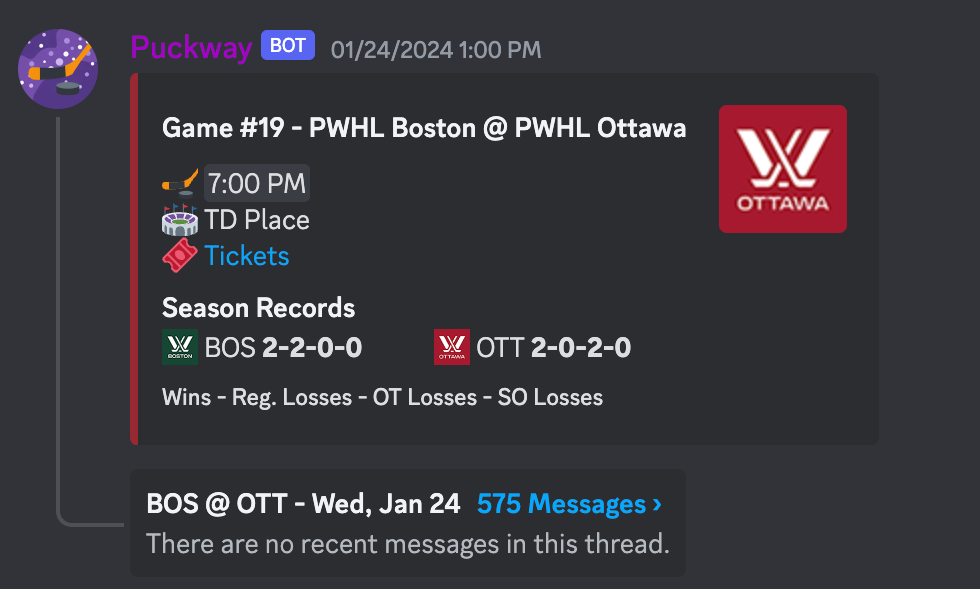 Puckway BOT 01/24/2024 1:00 PM
Game #19 - PWHL Boston @ PWHL Ottawa
OTTAWA
7:00 PM
TD Place
Tickets
Season Records
BOSTON BOS 2-2-0-0 OTTAWA OTT 2-0-2-0
Wins - Reg. Losses - OT Losses - SO Losses
BOS @ OTT - Wed, Jan 24 575 Messages ›
There are no recent messages in this thread.